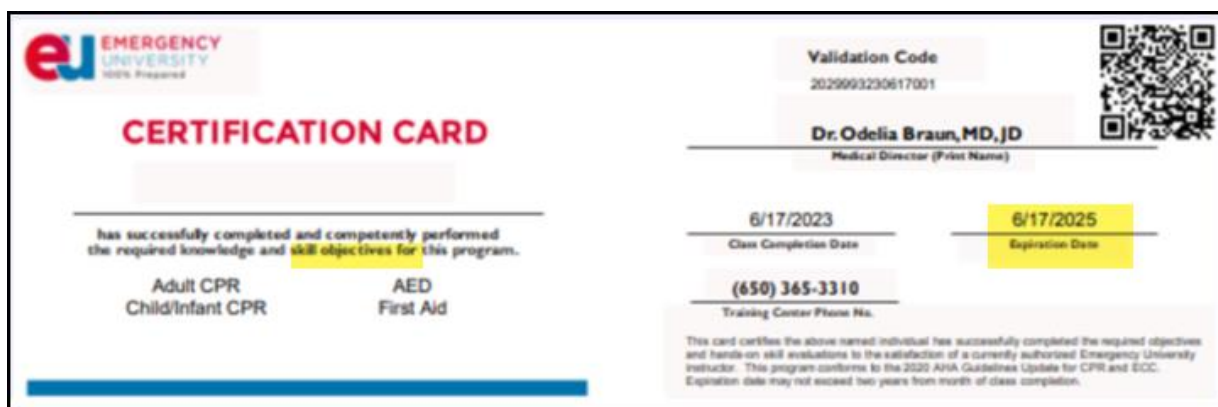 EMERGENCY
UNIVERSITY
100% Prepared
CERTIFICATION CARD
has successfully completed and competently performed
the required knowledge and skill objectives for this program.
Adult CPR AED
Child/Infant CPR First Aid
Validation Code
2029993230617001
Dr. Odelia Braun, MD, JD
Medical Director (Print Name)
6/17/2023 6/17/2025
Class Completion Date Expiration Date
(650) 365-3310
Training Center Phone No.
This card certifies the above named individual has successfully completed the required objectives
and hands-on skill evaluations to the satisfaction of a currently authorized Emergency University
instructor. This program conforms to the 2020 AHA Guidelines Update for CPR and ECC.
Expiration date may not exceed two years from month of class completion.